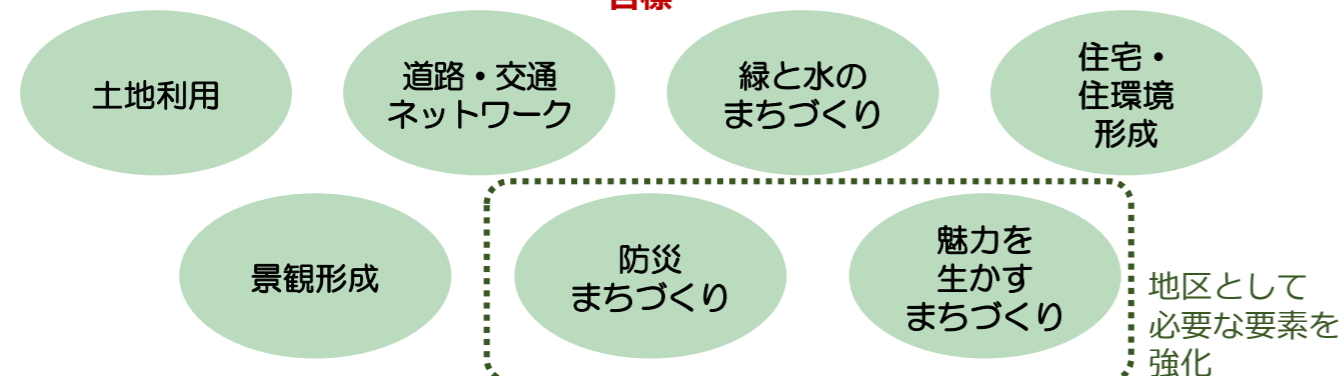 目標
土地利用
道路・交通
ネットワーク
緑と水の
まちづくり
住宅・
住環境
形成
景観形成
防災
まちづくり
魅力を
生かす
まちづくり
地区として
必要な要素を
強化